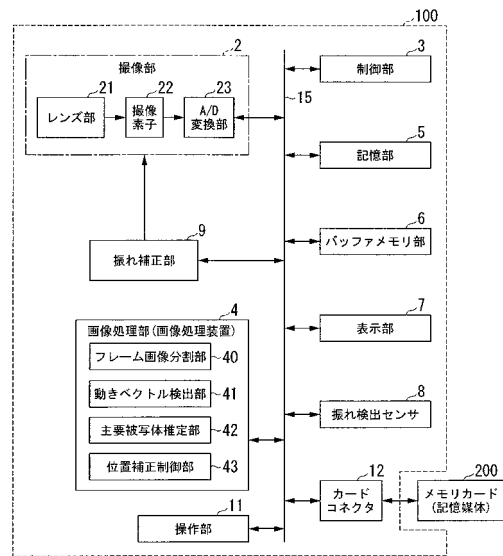 100
2
撮像部
21
22
23
レンズ部
撮像
素子
A/D
変換部
15
3
制御部
5
記憶部
6
バッファメモリ部
9
振れ補正部
7
表示部
4
画像処理部(画像処理装置)
フレーム画像分割部
40
動きベクトル検出部
41
主要被写体推定部
42
位置補正制御部
43
8
振れ検出センサ
12
カード
コネクタ
200
メモリカード
(記憶媒体)
11
操作部